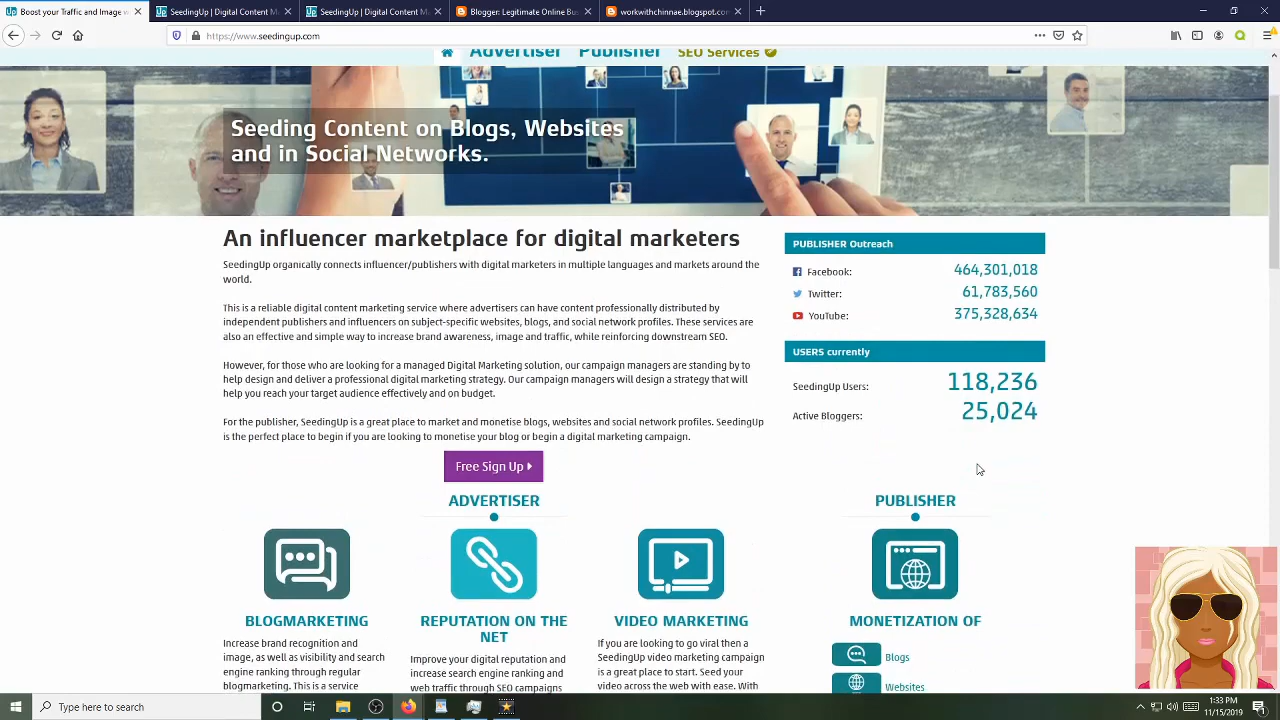 Boost your Traffic and Image w
SeedingUp | Digital Content M
SeedingUp | Digital Content M
Blogger: Legitimate Online Bus
workwithchinnae.blogspot.com
https://www.seedingup.com
Advertiser
Publisher
SEO Services
Seeding Content on Blogs, Websites
and in Social Networks.
An influencer marketplace for digital marketers
SeedingUp organically connects influencer/publishers with digital marketers in multiple languages and markets around the
world.
This is a reliable digital content marketing service where advertisers can have content professionally distributed by
independent publishers and influencers on subject-specific websites, blogs, and social network profiles. These services are
also an effective and simple way to increase brand awareness, image and traffic, while reinforcing downstream SEO.
However, for those who are looking for a managed Digital Marketing solution, our campaign managers are standing by to
help design and deliver a professional digital marketing strategy. Our campaign managers will design a strategy that will
help you reach your target audience effectively and on budget.
For the publisher, SeedingUp is a great place to market and monetise blogs, websites and social network profiles. SeedingUp
is the perfect place to begin if you are looking to monetise your blog or begin a digital marketing campaign.
Free Sign Up
PUBLISHER Outreach
Facebook: 464,301,018
Twitter: 61,783,560
YouTube: 375,328,634
USERS currently
SeedingUp Users: 118,236
Active Bloggers: 25,024
ADVERTISER
PUBLISHER
BLOGMARKETING
Increase brand recognition and
image, as well as visibility and search
engine ranking through regular
blogmarketing. This is a service
REPUTATION ON THE
NET
Improve your digital reputation and
increase search engine ranking and
web traffic through SEO campaigns
VIDEO MARKETING
If you are looking to go viral then a
SeedingUp video marketing campaign
is a great place to start. Seed your
video across the web with ease. With
MONETIZATION OF
Blogs
Websites
Type here to search
1:33 PM
11/15/2019